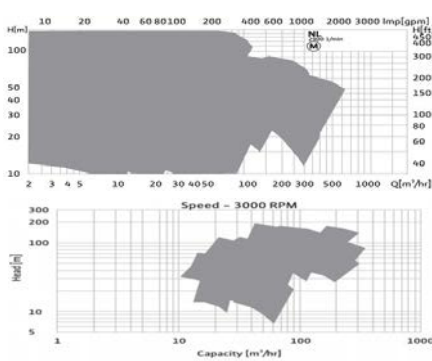 10 20 40 60 80 100 200 400 600 1000 2000 3000 Imp[gpm]
H[m] NL H[ft]
M
450
400
100 300
200
50 150
40 100
30 80
20 60
40
10
2 3 4 5 10 20 30 40 50 100 200 300 500 1000 Q[m³/hr]
Speed - 3000 RPM
300
200
100
Head [m]
10
5
1 10 100 1000
Capacity [m³/hr]